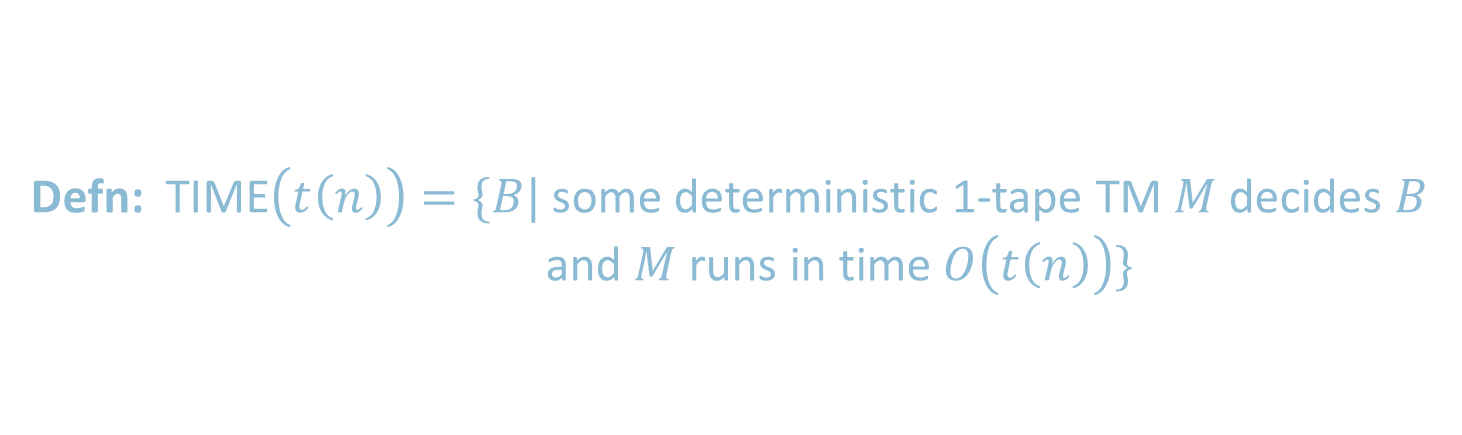 Defn: TIME(t(n)) = {B| some deterministic 1-tape TM M decides B
and M runs in time O(t(n))}